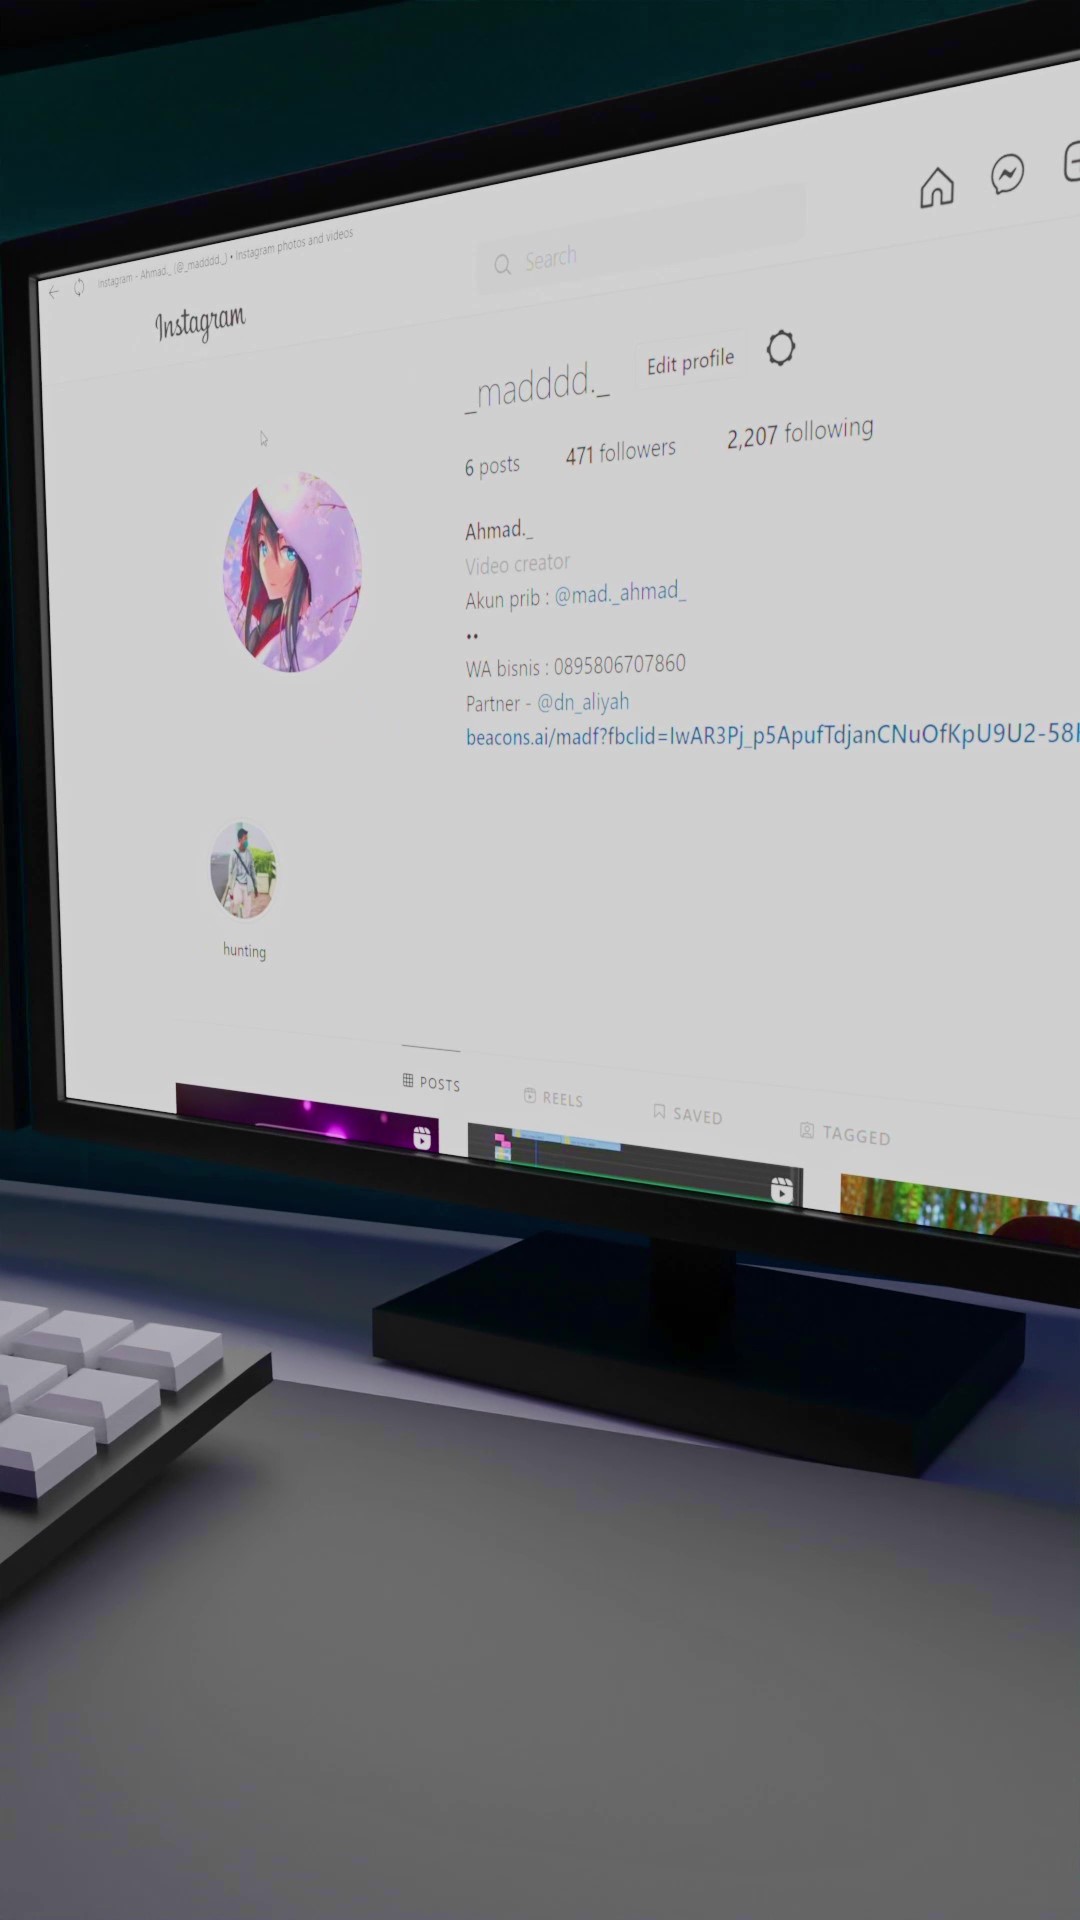 Instagram - Ahmad._ (@_madddd._) • Instagram photos and videos
Instagram
Search
_madddd._ Edit profile
6 posts 471 followers 2,207 following
Ahmad._
Video creator
Akun prib : @mad._ahmad_
••
WA bisnis : 0895806707860
Partner - @dn_aliyah
beacons.ai/madf?fbclid=IwAR3Pj_p5ApufTdjanCNuOfKpU9U2-58
hunting
POSTS REELS SAVED TAGGED